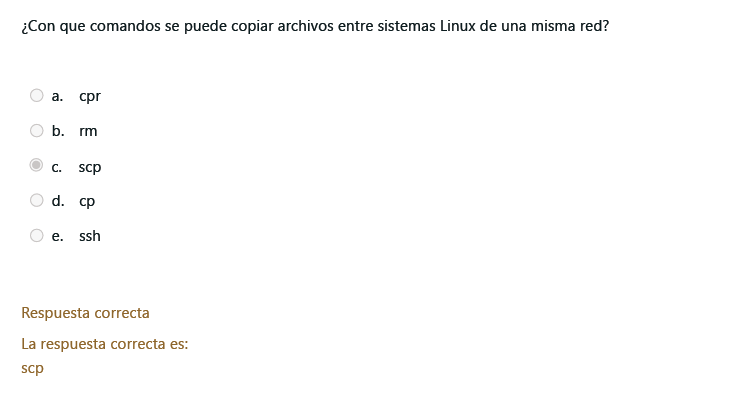 ¿Con que comandos se puede copiar archivos entre sistemas Linux de una misma red?
a. cpr
b. rm
c. scp
d. cp
e. ssh
Respuesta correcta
La respuesta correcta es:
scp